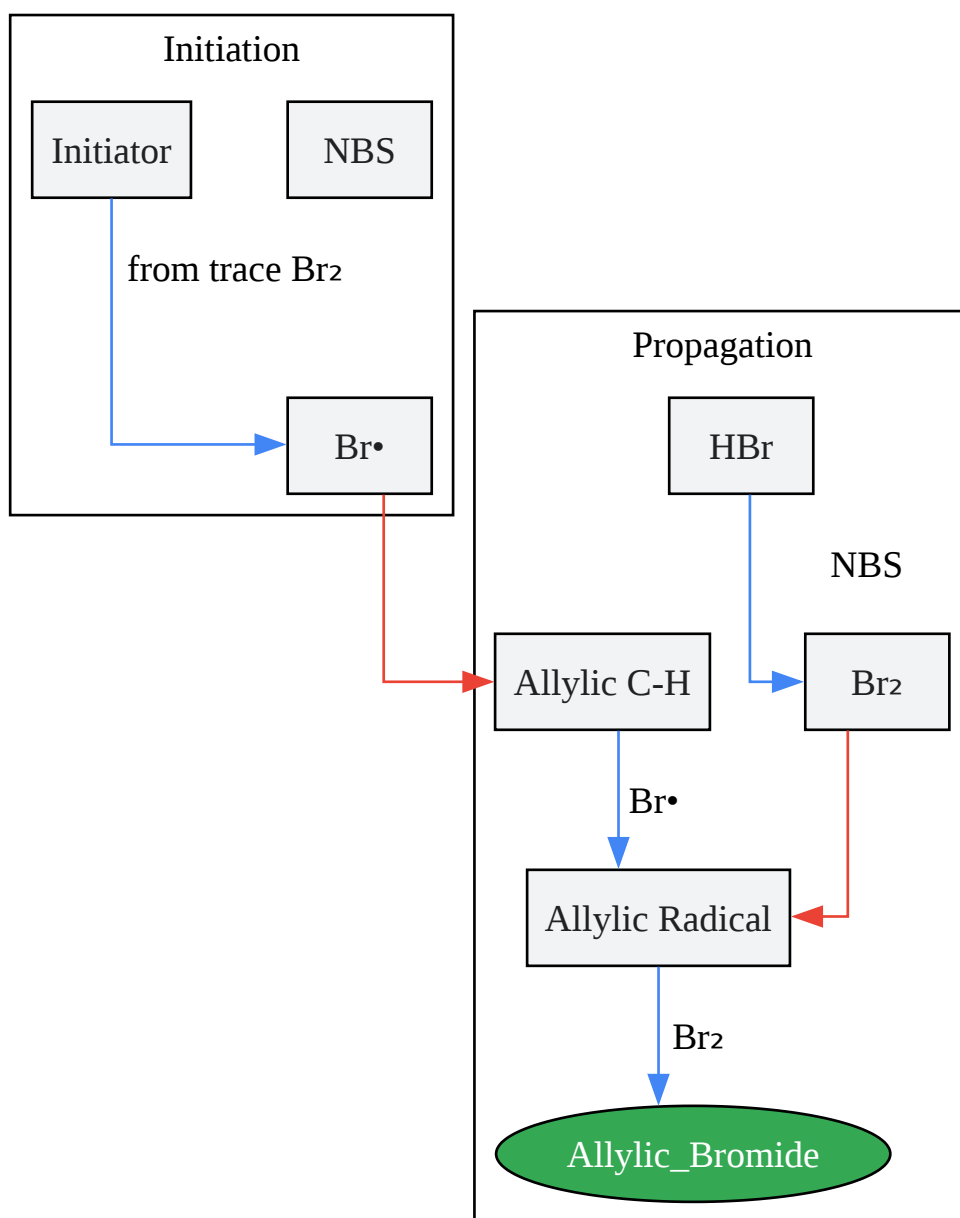 Initiation
Initiator
NBS
from trace Br₂
Br•
Propagation
HBr
NBS
Allylic C-H
Br₂
Br•
Allylic Radical
Br₂
Allylic_Bromide